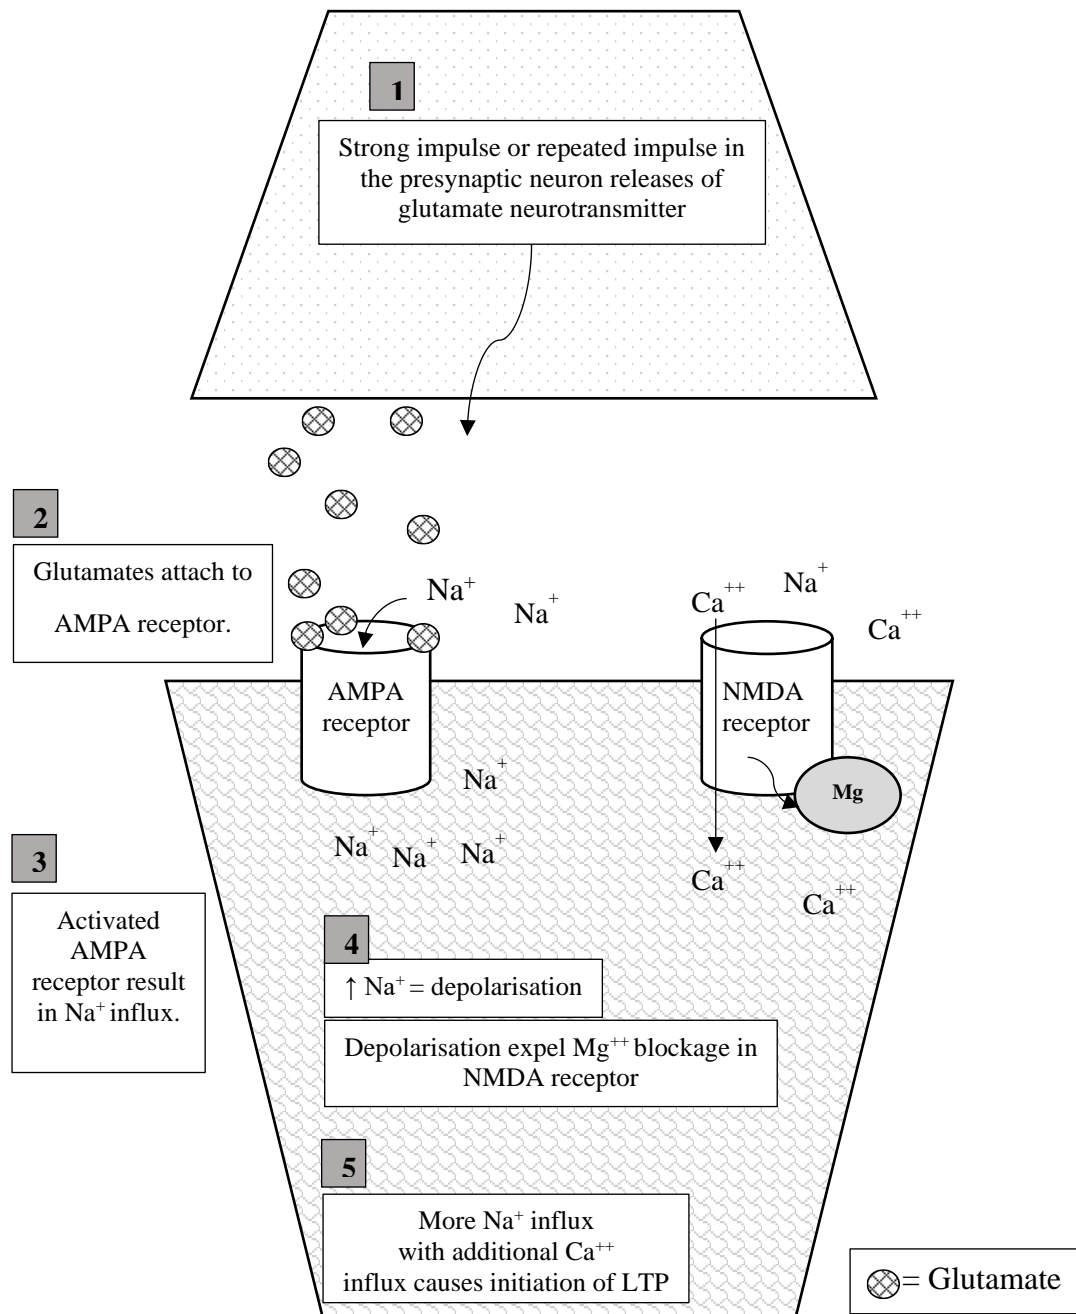 1
Strong impulse or repeated impulse in
the presynaptic neuron releases of
glutamate neurotransmitter
2
Glutamates attach to
AMPA receptor.
Na⁺
Na⁺
Ca⁺⁺
Na⁺
Ca⁺⁺
AMPA
receptor
NMDA
receptor
Na⁺
Mg
Na⁺
Na⁺
Na⁺
Ca⁺⁺
Ca⁺⁺
3
Activated
AMPA
receptor result
in Na⁺ influx.
4
↑ Na⁺ = depolarisation
Depolarisation expel Mg⁺⁺ blockage in
NMDA receptor
5
More Na⁺ influx
with additional Ca⁺⁺
influx causes initiation of LTP
= Glutamate